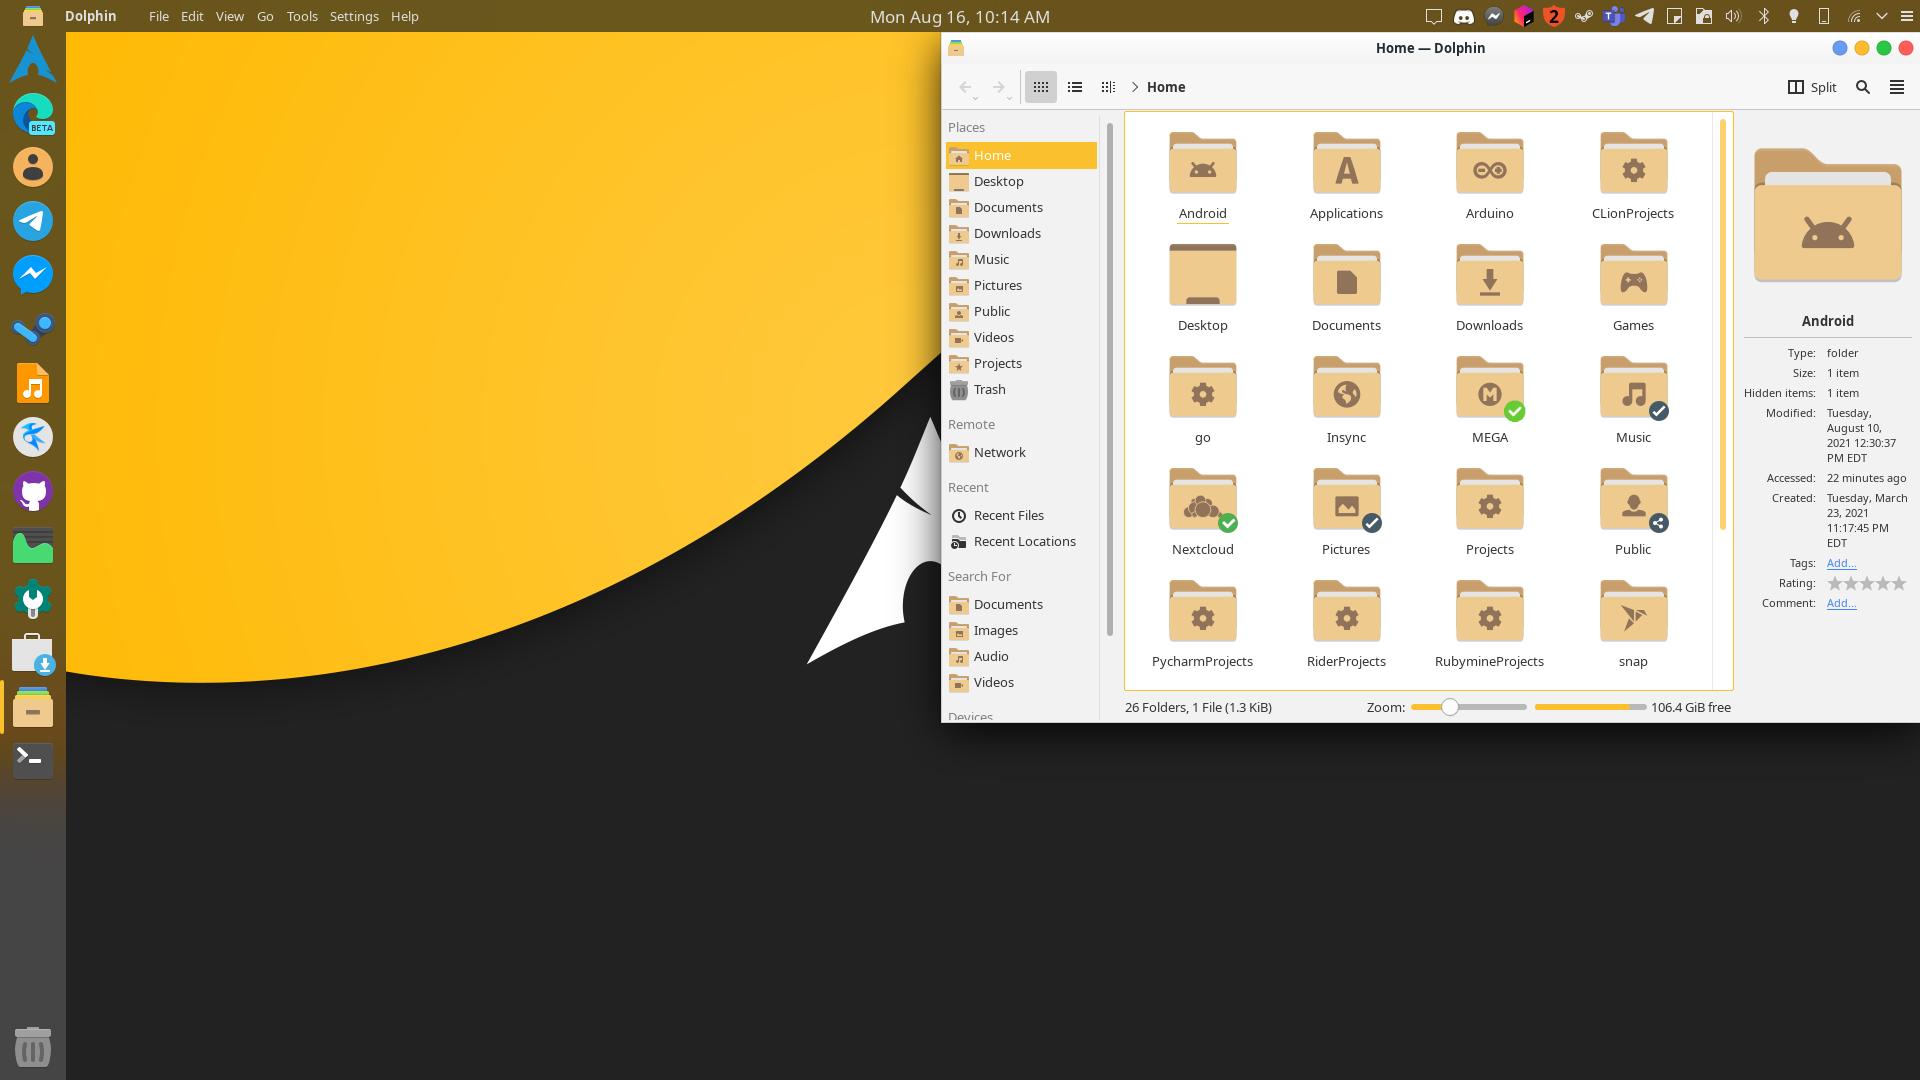 Dolphin File Edit View Go Tools Settings Help
Mon Aug 16, 10:14 AM
2
BETA
Home — Dolphin
Home
Split
Places
Home
Desktop
Documents
Downloads
Music
Pictures
Public
Videos
Projects
Trash
Remote
Network
Recent
Recent Files
Recent Locations
Search For
Documents
Images
Audio
Videos
Devices
Android Applications Arduino CLionProjects
Desktop Documents Downloads Games
go Insync MEGA Music
Nextcloud Pictures Projects Public
PycharmProjects RiderProjects RubymineProjects snap
26 Folders, 1 File (1.3 KiB)
Zoom:
106.4 GiB free
Android
Type: folder
Size: 1 item
Hidden items: 1 item
Modified: Tuesday,
August 10,
2021 12:30:37
PM EDT
Accessed: 22 minutes ago
Created: Tuesday, March
23, 2021
11:17:45 PM
EDT
Tags: Add...
Rating:
Comment: Add...